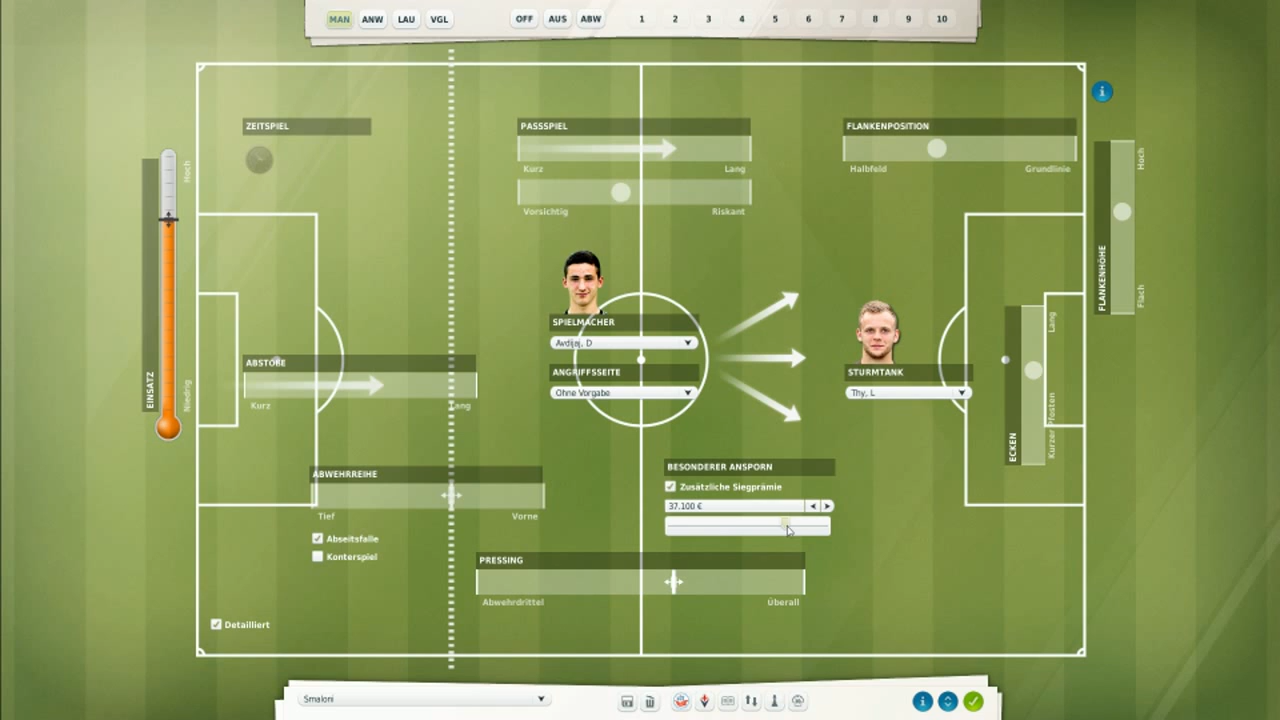 MAN ANW LAU VGL OFF AUS ABW 1 2 3 4 5 6 7 8 9 10
ZEITSPIEL
PASSSPIEL
Kurz Lang
Vorsichtig Riskant
FLANKENPOSITION
Halbfeld Grundlinie
Hoch
EINSATZ
Niedrig
Hoch
FLANKENHÖHE
Flach
SPIELMACHER
Avdijaj, D
ANGRIFFSSEITE
Ohne Vorgabe
STURMTANK
Thy, L
Lang
ECKEN
Kurzer Pfosten
ABSTÖßE
Kurz Lang
ABWEHRREIHE
Tief Vorne
Abseitsfalle
Konterspiel
BESONDERER ANSPORN
Zusätzliche Siegprämie
37.100 €
PRESSING
Abwehrdrittel Überall
Detailliert
Smaloni